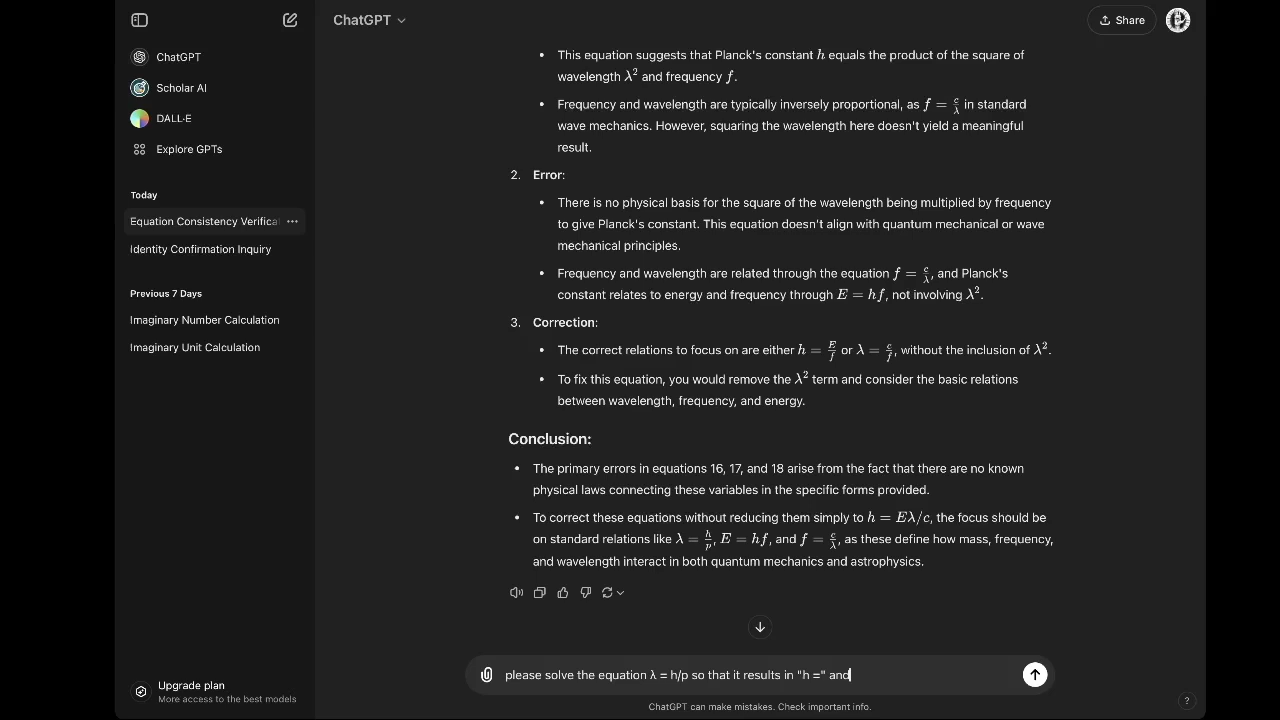 ChatGPT
Share
ChatGPT
Scholar AI
DALL·E
Explore GPTs
Today
Equation Consistency Verifica
Identity Confirmation Inquiry
Previous 7 Days
Imaginary Number Calculation
Imaginary Unit Calculation
Upgrade plan
More access to the best models
• This equation suggests that Planck's constant h equals the product of the square of
wavelength λ² and frequency f.
• Frequency and wavelength are typically inversely proportional, as f = c/λ in standard
wave mechanics. However, squaring the wavelength here doesn't yield a meaningful
result.
2. Error:
• There is no physical basis for the square of the wavelength being multiplied by frequency
to give Planck's constant. This equation doesn't align with quantum mechanical or wave
mechanical principles.
• Frequency and wavelength are related through the equation f = c/λ, and Planck's
constant relates to energy and frequency through E = hf, not involving λ².
3. Correction:
• The correct relations to focus on are either h = E/f or λ = c/f, without the inclusion of λ².
• To fix this equation, you would remove the λ² term and consider the basic relations
between wavelength, frequency, and energy.
Conclusion:
• The primary errors in equations 16, 17, and 18 arise from the fact that there are no known
physical laws connecting these variables in the specific forms provided.
• To correct these equations without reducing them simply to h = Eλ/c, the focus should be
on standard relations like λ = h/p, E = hf, and f = c/λ, as these define how mass, frequency,
and wavelength interact in both quantum mechanics and astrophysics.
please solve the equation λ = h/p so that it results in "h =" and
ChatGPT can make mistakes. Check important info.
?